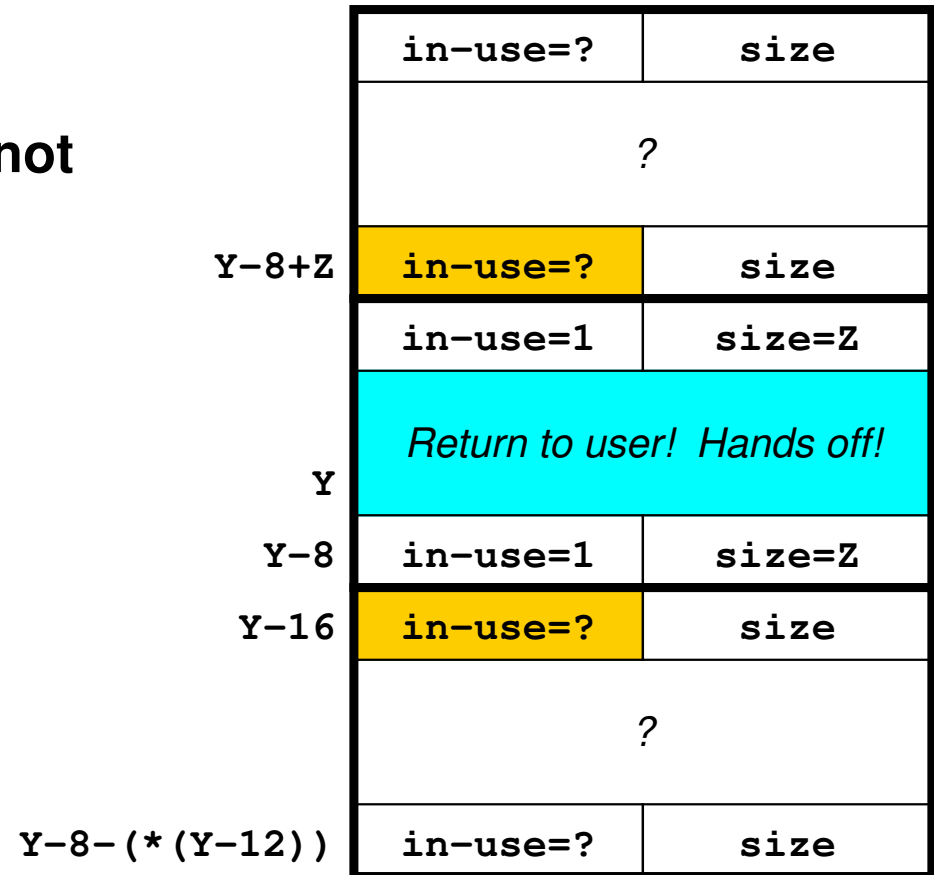 in-use=? size
not
?
Y-8+Z in-use=? size
in-use=1 size=Z
Return to user! Hands off!
Y
Y-8 in-use=1 size=Z
Y-16 in-use=? size
?
Y-8-(*(Y-12)) in-use=? size